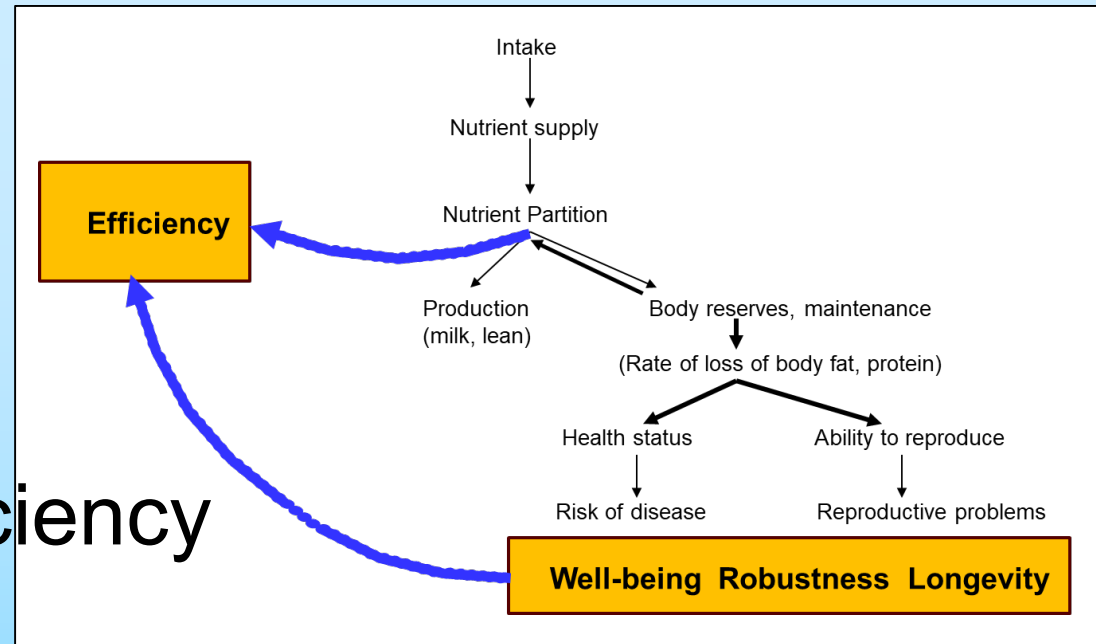 Intake
Nutrient supply
Nutrient Partition
Efficiency
Production
(milk, lean)
Body reserves, maintenance
(Rate of loss of body fat, protein)
Health status
Ability to reproduce
Risk of disease
Reproductive problems
ciency
Well-being Robustness Longevity